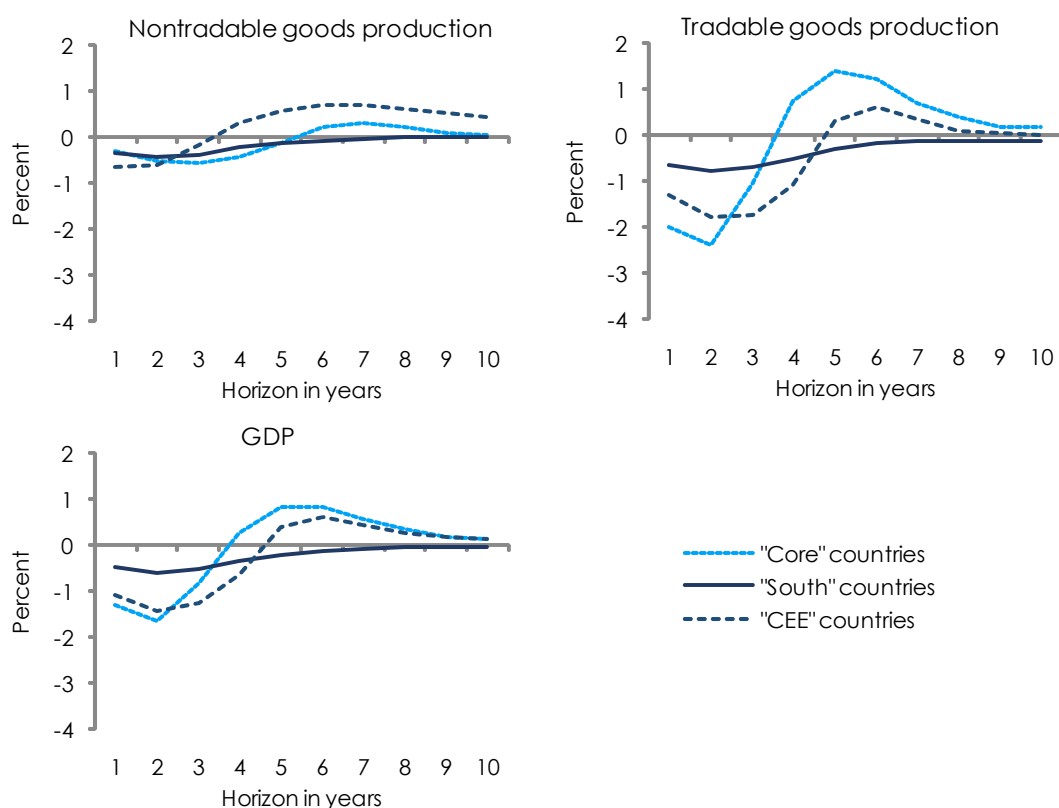 Nontradable goods production
2
1
0
-1
-2
-3
-4
Percent
1 2 3 4 5 6 7 8 9 10
Horizon in years
Tradable goods production
2
1
0
-1
-2
-3
-4
Percent
1 2 3 4 5 6 7 8 9 10
Horizon in years
GDP
2
1
0
-1
-2
-3
-4
Percent
1 2 3 4 5 6 7 8 9 10
Horizon in years
"Core" countries
"South" countries
"CEE" countries